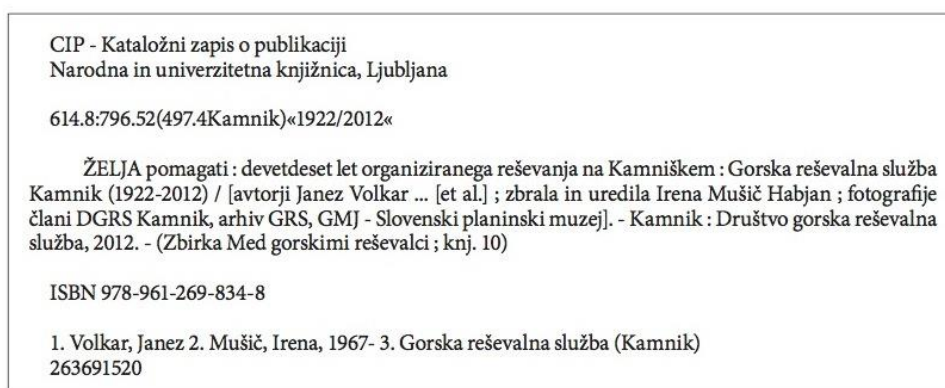 CIP - Kataložni zapis o publikaciji
Narodna in univerzitetna knjižnica, Ljubljana
614.8:796.52(497.4Kamnik)«1922/2012«
ŽELJA pomagati : devetdeset let organiziranega reševanja na Kamniškem : Gorska reševalna služba
Kamnik (1922-2012) / [avtorji Janez Volkar ... [et al.] ; zbrala in uredila Irena Mušič Habjan ; fotografije
člani DGRS Kamnik, arhiv GRS, GMJ - Slovenski planinski muzej]. - Kamnik : Društvo gorska reševalna
služba, 2012. - (Zbirka Med gorskimi reševalci ; knj. 10)
ISBN 978-961-269-834-8
1. Volkar, Janez 2. Mušič, Irena, 1967- 3. Gorska reševalna služba (Kamnik)
263691520